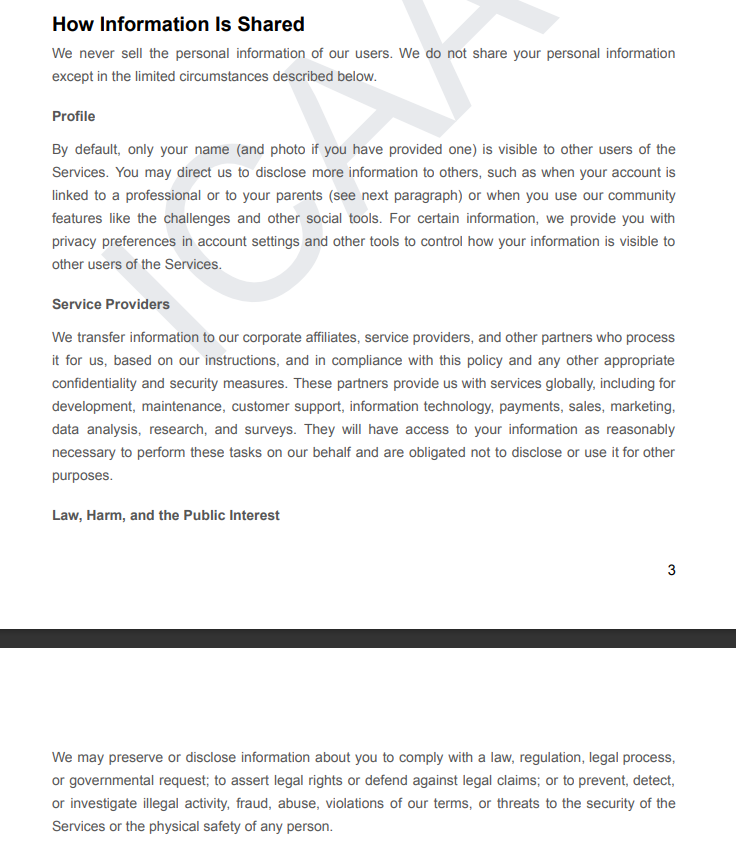 How Information Is Shared
We never sell the personal information of our users. We do not share your personal information
except in the limited circumstances described below.
Profile
By default, only your name (and photo if you have provided one) is visible to other users of the
Services. You may direct us to disclose more information to others, such as when your account is
linked to a professional or to your parents (see next paragraph) or when you use our community
features like the challenges and other social tools. For certain information, we provide you with
privacy preferences in account settings and other tools to control how your information is visible to
other users of the Services.
Service Providers
We transfer information to our corporate affiliates, service providers, and other partners who process
it for us, based on our instructions, and in compliance with this policy and any other appropriate
confidentiality and security measures. These partners provide us with services globally, including for
development, maintenance, customer support, information technology, payments, sales, marketing,
data analysis, research, and surveys. They will have access to your information as reasonably
necessary to perform these tasks on our behalf and are obligated not to disclose or use it for other
purposes.
Law, Harm, and the Public Interest
3
We may preserve or disclose information about you to comply with a law, regulation, legal process,
or governmental request; to assert legal rights or defend against legal claims; or to prevent, detect,
or investigate illegal activity, fraud, abuse, violations of our terms, or threats to the security of the
Services or the physical safety of any person.
ICAA